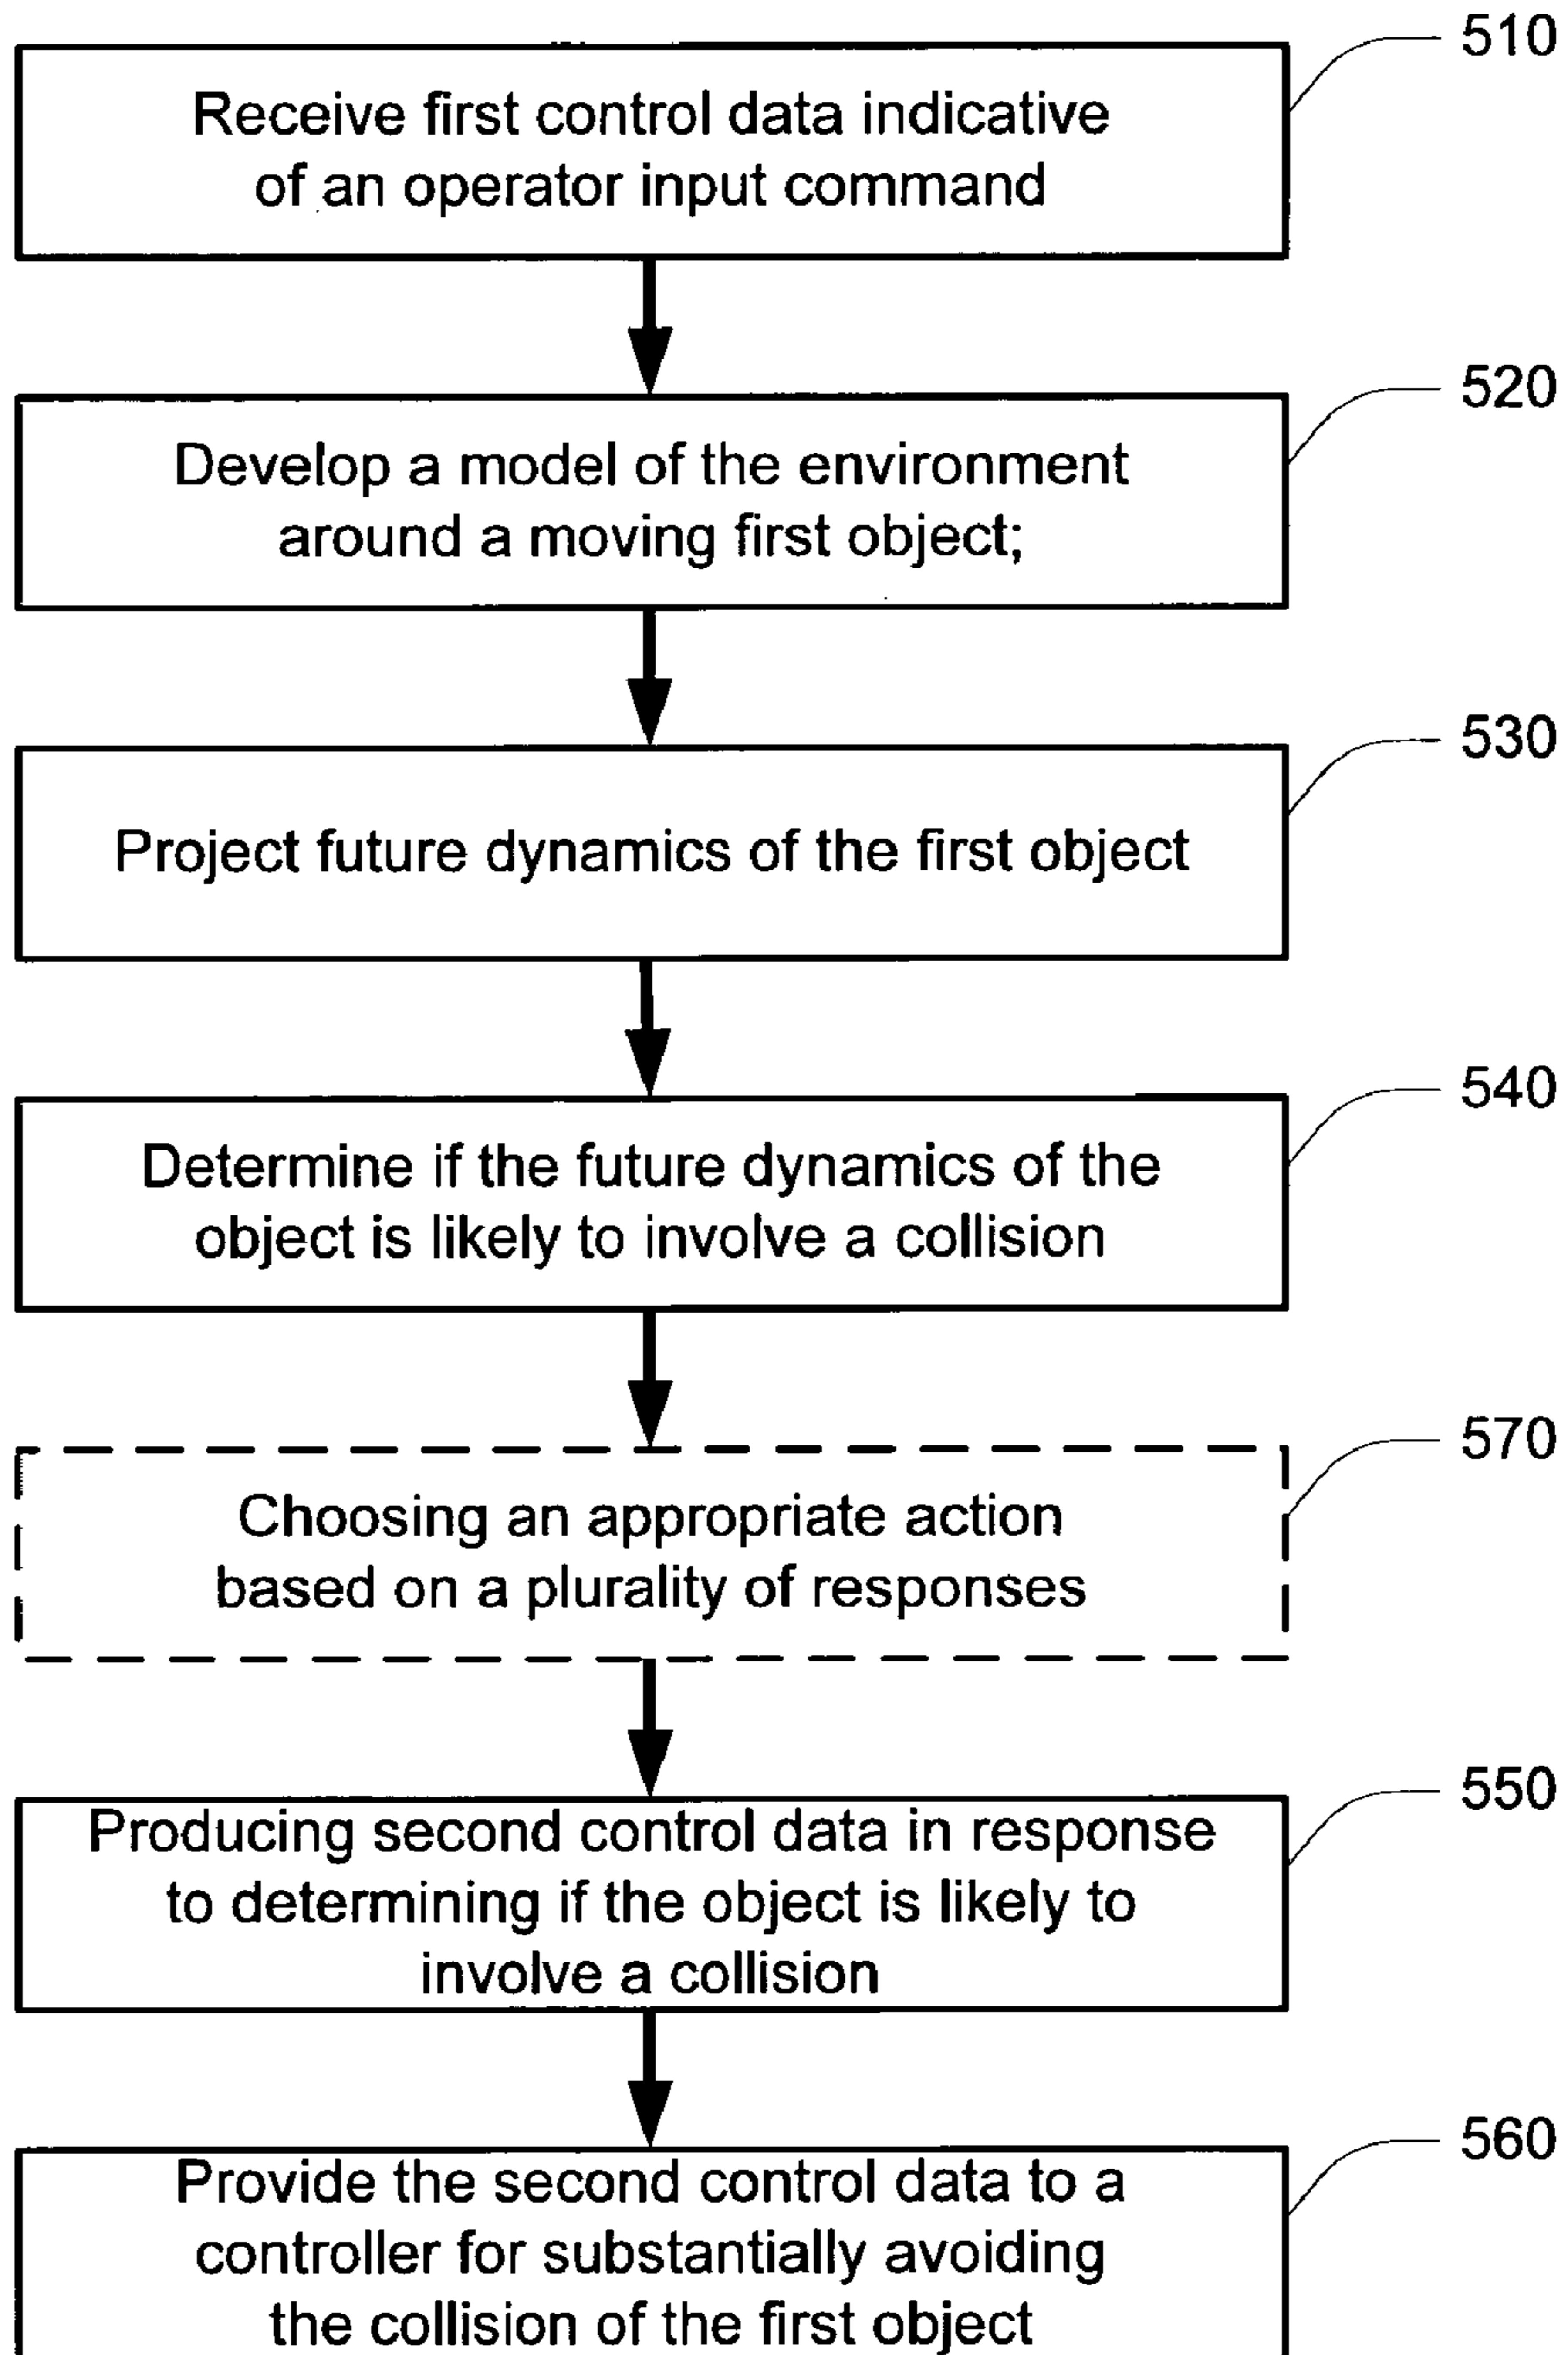 510
Receive first control data indicative
of an operator input command
520
Develop a model of the environment
around a moving first object;
530
Project future dynamics of the first object
540
Determine if the future dynamics of the
object is likely to involve a collision
570
Choosing an appropriate action
based on a plurality of responses
550
Producing second control data in response
to determining if the object is likely to
involve a collision
560
Provide the second control data to a
controller for substantially avoiding
the collision of the first object